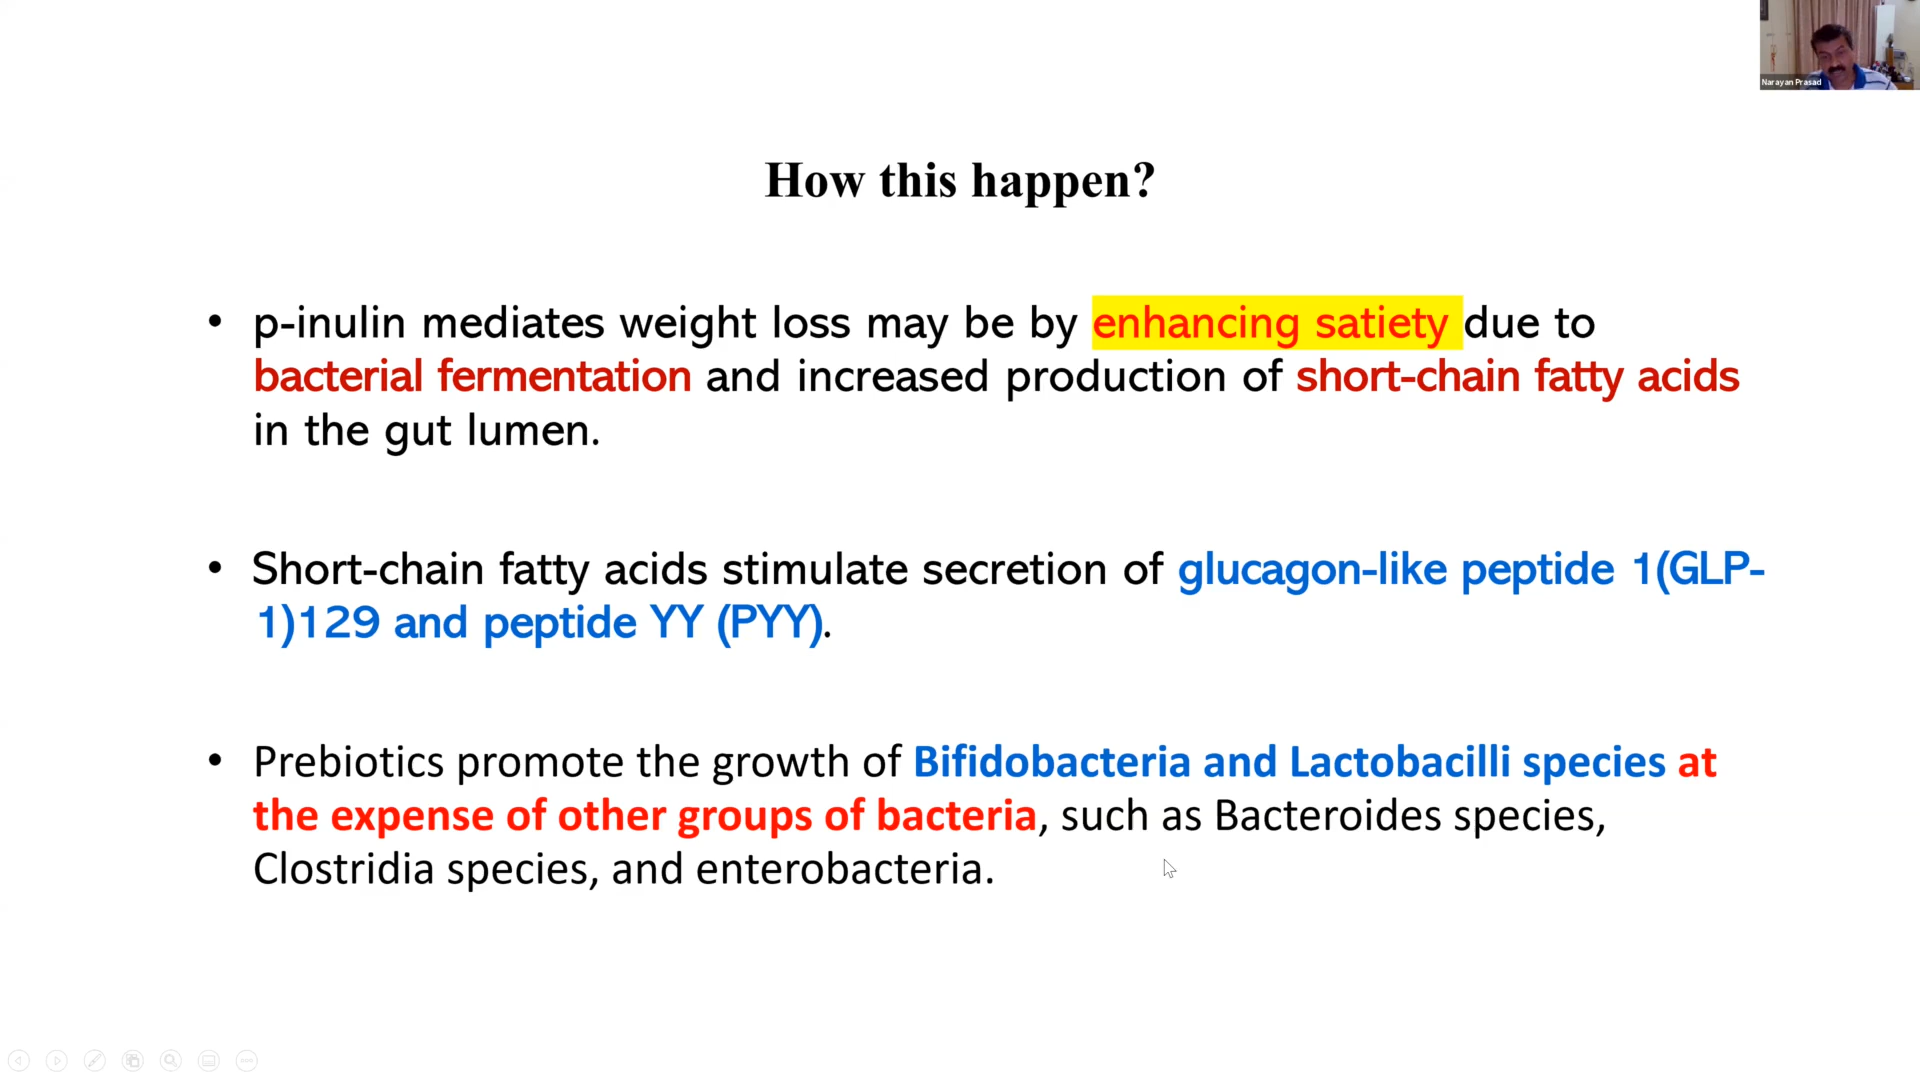 Narayan Prasad
How this happen?
• p-inulin mediates weight loss may be by enhancing satiety due to
bacterial fermentation and increased production of short-chain fatty acids
in the gut lumen.
• Short-chain fatty acids stimulate secretion of glucagon-like peptide 1(GLP-
1)129 and peptide YY (PYY).
• Prebiotics promote the growth of Bifidobacteria and Lactobacilli species at
the expense of other groups of bacteria, such as Bacteroides species,
Clostridia species, and enterobacteria.